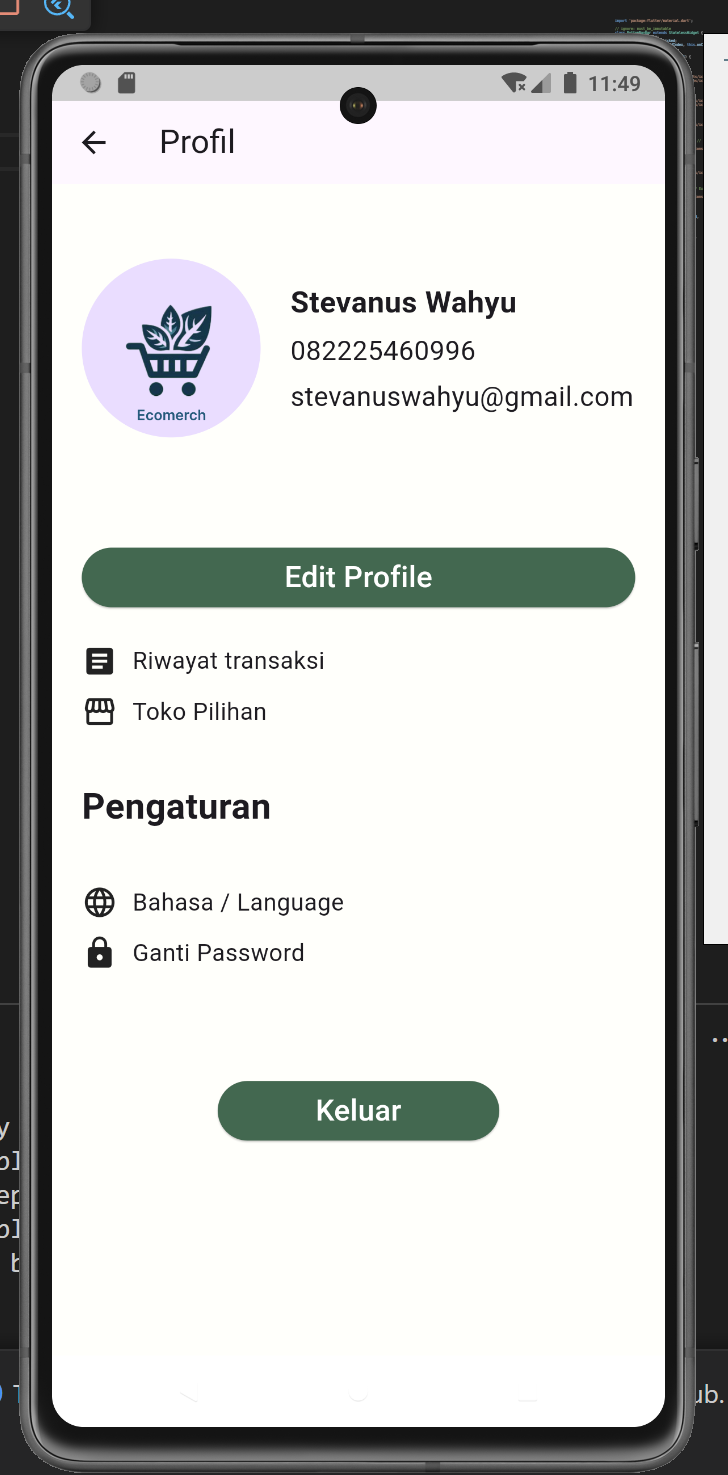 11:49
Profil
Stevanus Wahyu
082225460996
stevanuswahyu@gmail.com
Ecomerch
Edit Profile
Riwayat transaksi
Toko Pilihan
Pengaturan
Bahasa / Language
Ganti Password
Keluar